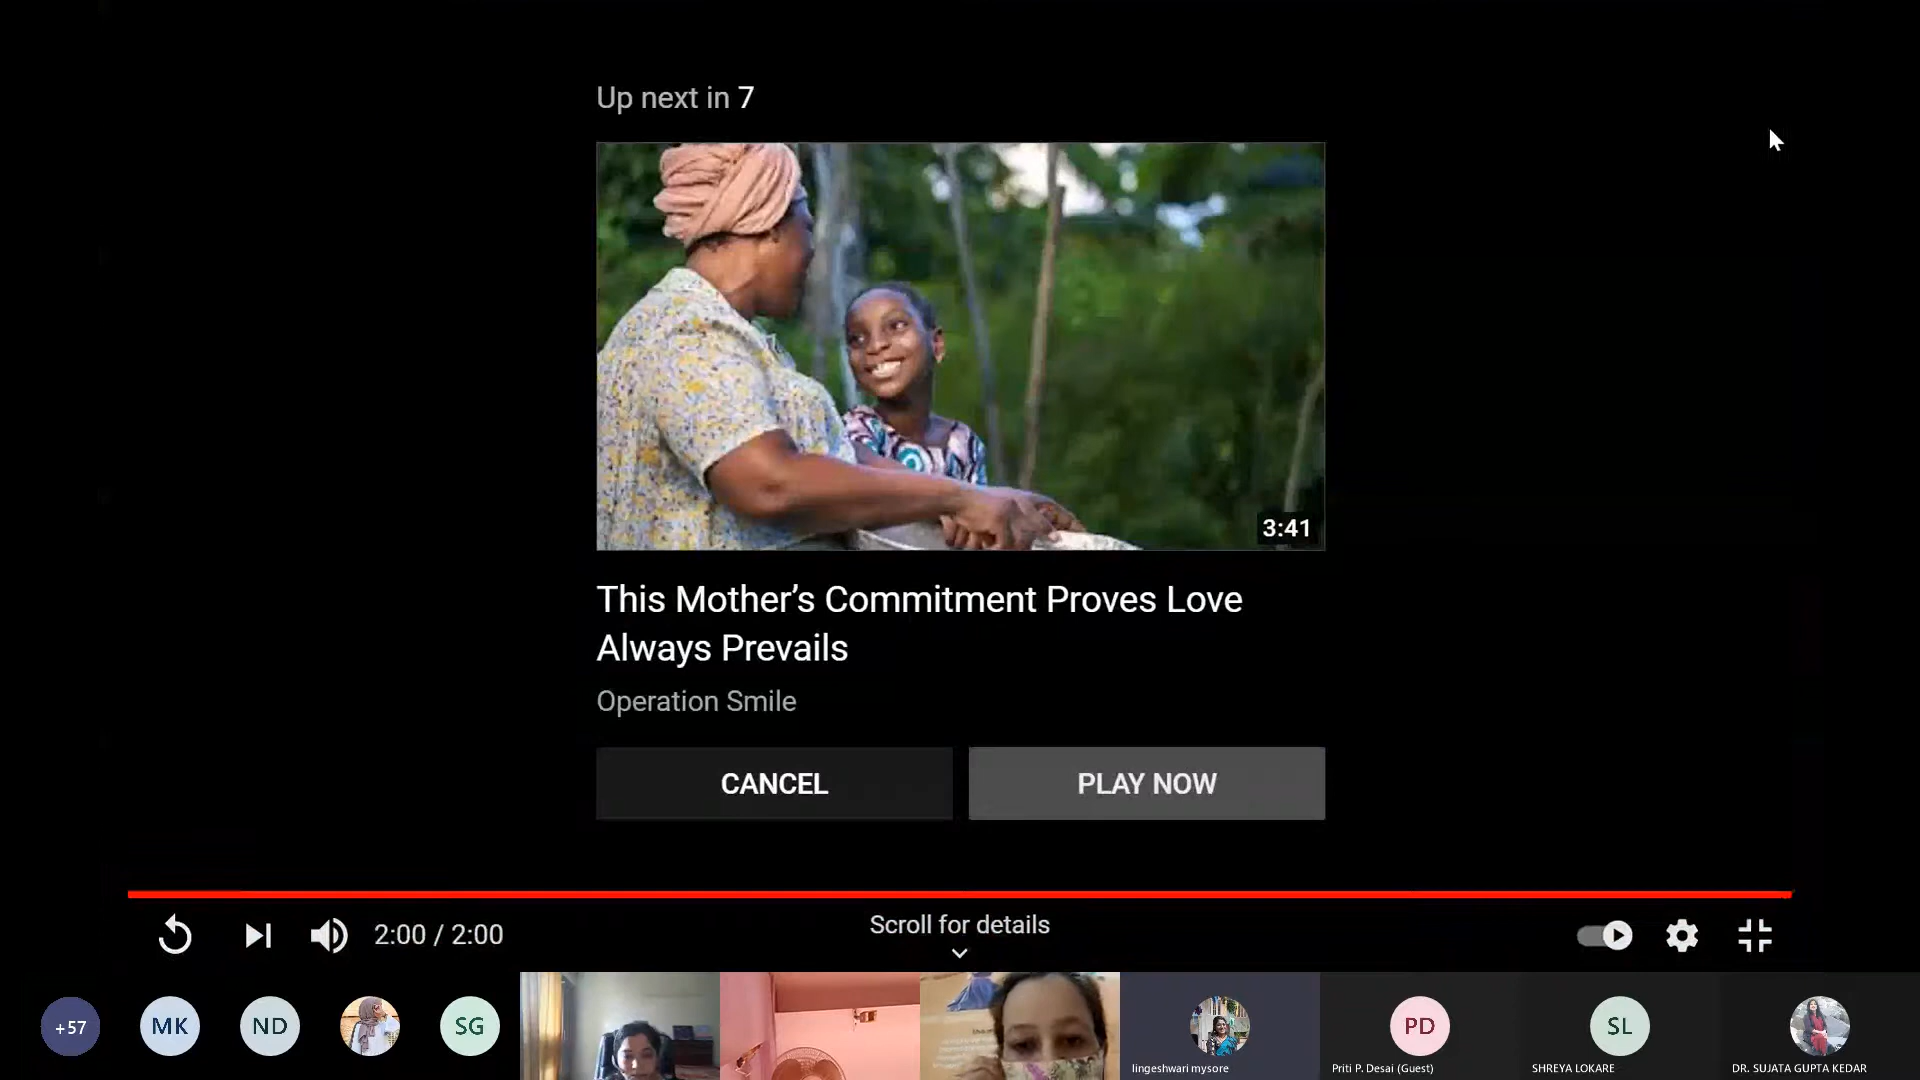 Up next in 7
3:41
This Mother’s Commitment Proves Love
Always Prevails
Operation Smile
CANCEL
PLAY NOW
2:00 / 2:00
Scroll for details
+57
MK
ND
SG
PD
SL
lingeshwari mysore
Priti P. Desai (Guest)
SHREYA LOKARE
DR. SUJATA GUPTA KEDAR